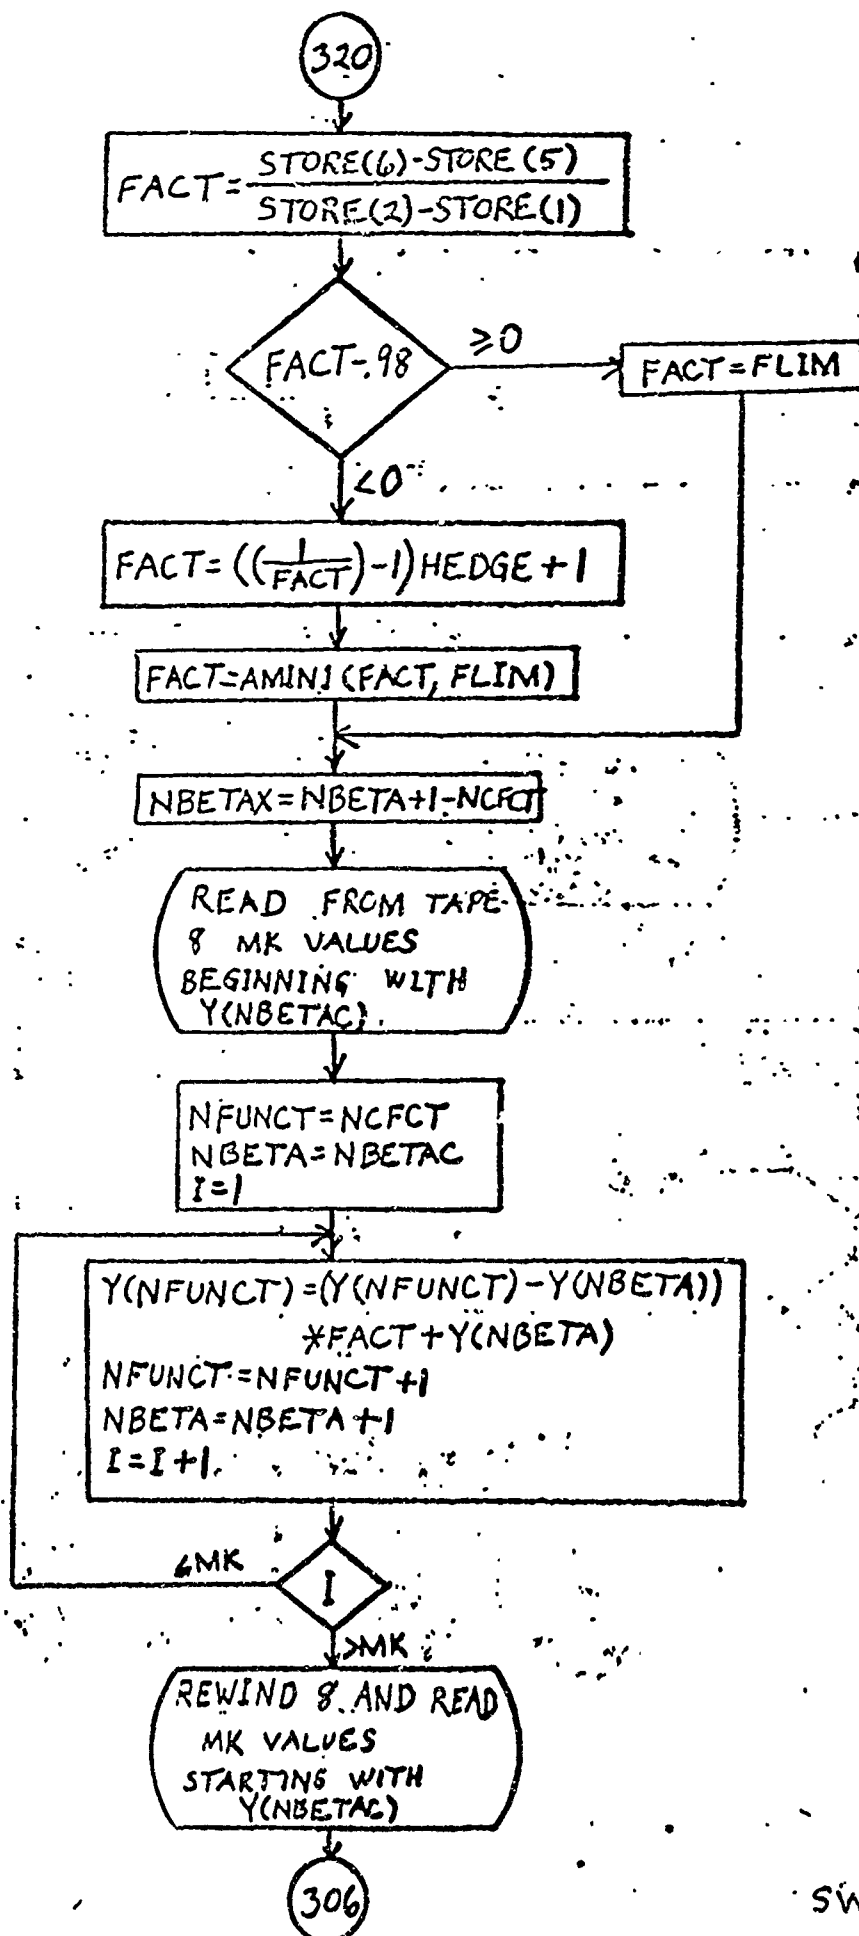 320
FACT= STORE(6)-STORE(5)
STORE(2)-STORE(1)
FACT-.98
≥0
FACT=FLIM
<0
FACT=((1/FACT)-1)HEDGE+1
FACT=AMIN1(FACT, FLIM)
NBETAX=NBETA+1-NCFCT
READ FROM TAPE
8 MK VALUES
BEGINNING WITH
Y(NBETAC).
NFUNCT=NCFCT
NBETA=NBETAC
I=1
Y(NFUNCT)=(Y(NFUNCT)-Y(NBETA))
*FACT+Y(NBETA)
NFUNCT=NFUNCT+1
NBETA=NBETA+1
I=I+1
≤MK
I
>MK
REWIND 8 AND READ
MK VALUES
STARTING WITH
Y(NBETAC)
306
SW